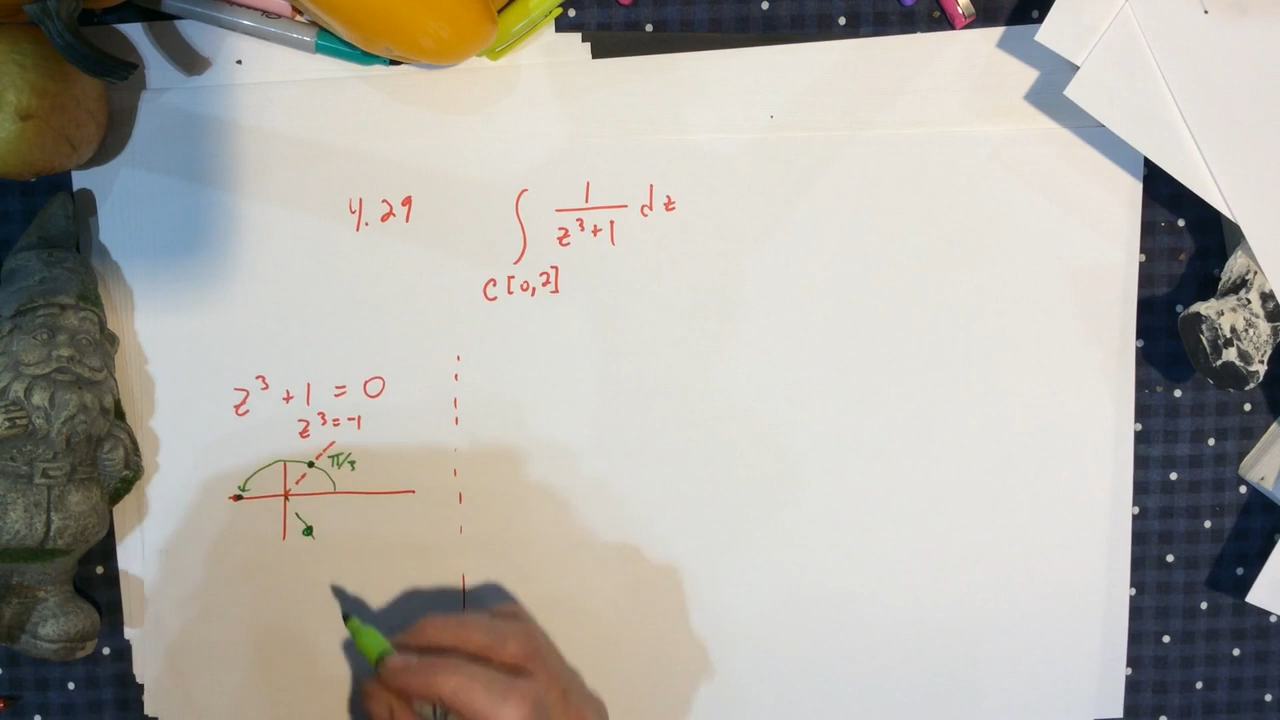 4.29
∫ 1/(z³+1) dz
C[0,2]
z³ + 1 = 0
z³ = -1
π/3